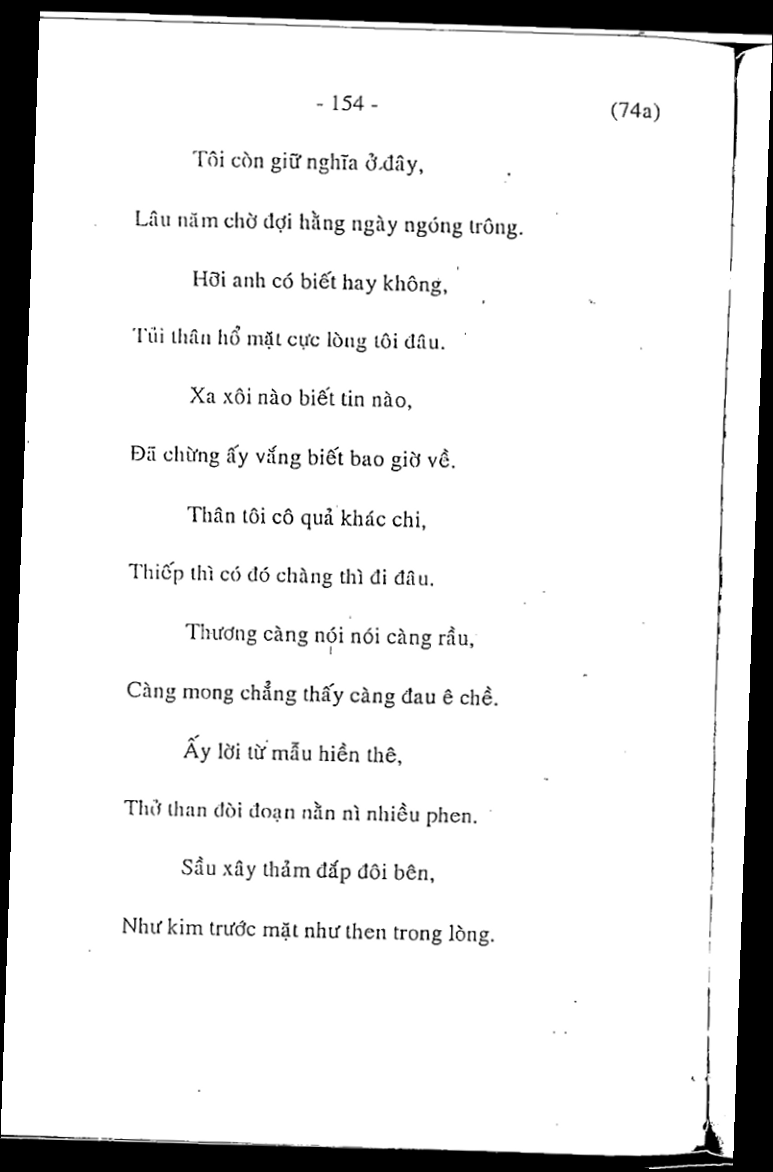 - 154 - (74a)
Tôi còn giữ nghĩa ở đây,
Lâu năm chờ đợi hằng ngày ngóng trông.
Hỡi anh có biết hay không,
Tủi thân hổ mặt cực lòng tôi đâu.
Xa xôi nào biết tin nào,
Đã chừng ấy vắng biết bao giờ về.
Thân tôi cô quả khác chi,
Thiếp thì có đó chàng thì đi đâu.
Thương càng nói nói càng rầu,
Càng mong chẳng thấy càng đau ê chề.
Ấy lời từ mẫu hiền thê,
Thở than đòi đoạn nằn nì nhiều phen.
Sầu xây thảm đắp đôi bên,
Như kim trước mặt như then trong lòng.